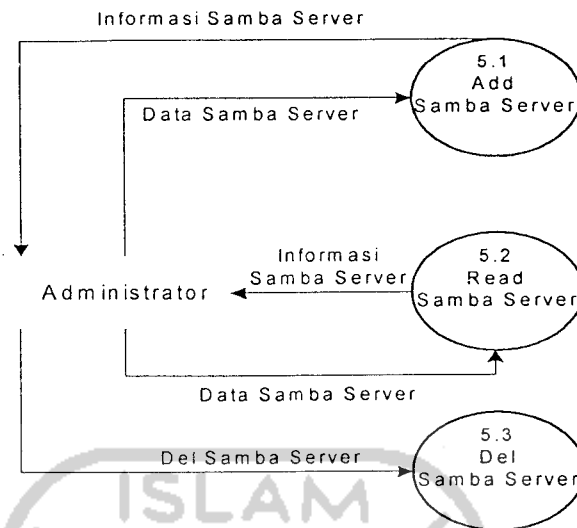 Informasi Samba Server
5.1
Add
Samba Server
Data Samba Server
Informasi
Samba Server
5.2
Read
Samba Server
Administrator
Data Samba Server
Del Samba Server
5.3
Del
Samba Server
ISLAM